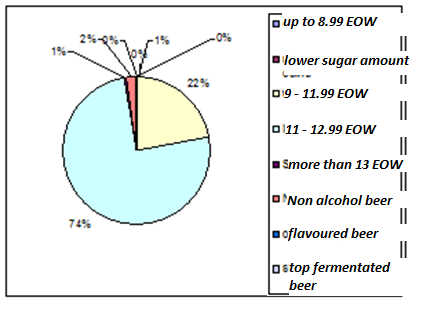 2% 0% 1% 0%
1% 0%
22%
74%
up to 8.99 EOW
lower sugar amount
9 - 11.99 EOW
11 - 12.99 EOW
more than 13 EOW
Non alcohol beer
flavoured beer
top fermentated
beer